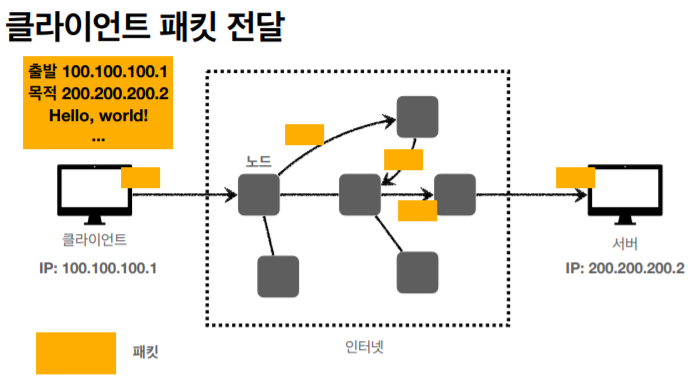 클라이언트 패킷 전달
출발 100.100.100.1
목적 200.200.200.2
Hello, world!
...
노드
클라이언트
IP: 100.100.100.1
서버
IP: 200.200.200.2
패킷
인터넷